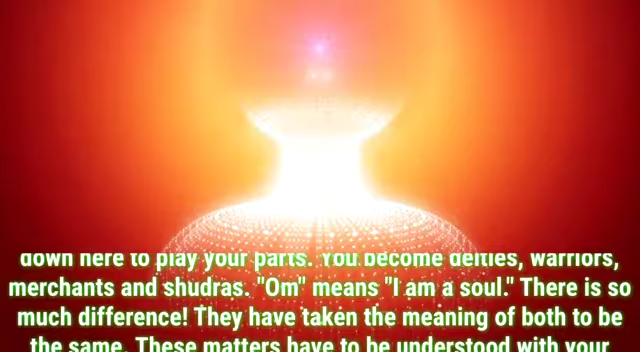 down here to play your parts. You become deities, warriors,
merchants and shudras. "Om" means "I am a soul." There is so
much difference! They have taken the meaning of both to be
the same. These matters have to be understood with your